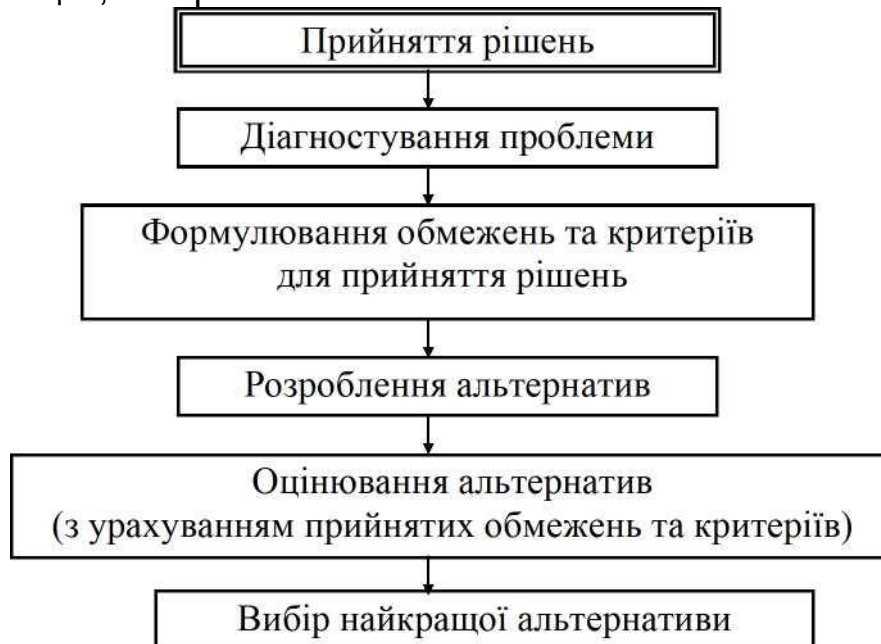 Прийняття рішень
Діагностування проблеми
Формулювання обмежень та критеріїв
для прийняття рішень
Розроблення альтернатив
Оцінювання альтернатив
(з урахуванням прийнятих обмежень та критеріїв)
Вибір найкращої альтернативи